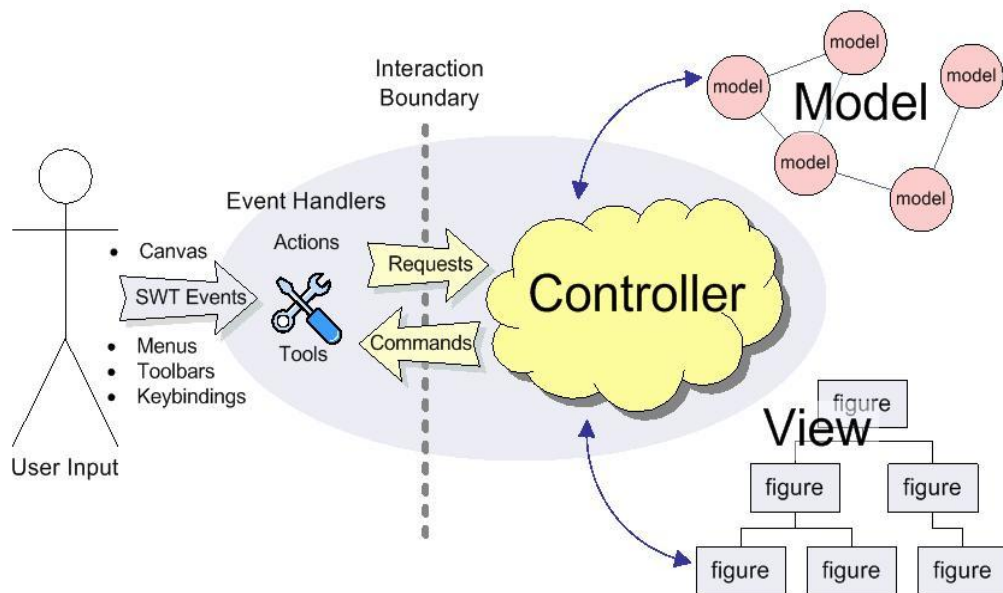 Interaction
Boundary
Event Handlers
Actions
Tools
• Canvas
SWT Events
• Menus
• Toolbars
• Keybindings
User Input
Requests
Commands
Controller
model
model
model
model
model
Model
View
figure
figure
figure
figure
figure
figure